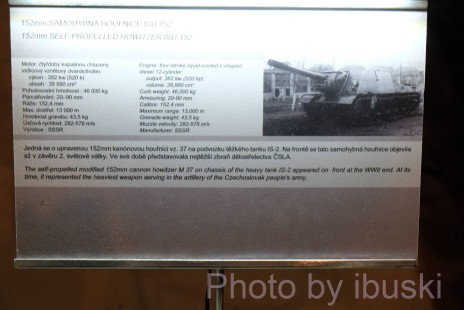 152mm SAMOHYBNÁ HOUFNICE ISU-152
152mm SELF-PROPELLED HOWITZER ISU-152
Motor: čtyřdobý kapalinou chlazený
vidlicový vznětový dvanáctiválec
výkon : 382 kw (520 k)
obsah: 38 880 cm³
Pohotovostní hmotnost : 46 000 kg
Pancéřování: 20–90 mm
Ráže: 152,4 mm
Max. dostřel: 13 000 m
Hmotnost granátu: 43,5 kg
Úsťová rychlost: 282-578 m/s
Výrobce : SSSR
Engine: four-stroke liquid-cooled v-shaped
diesel 12-cylinder
output: 382 kw (520 hp)
volume: 38,880 cm³
Curb weight: 46,000 kg
Armouring: 20-90 mm
Calibre: 152,4 mm
Maximum range: 13,000 m
Grenade weight: 43,5 kg
Muzzle velocity: 282-578 m/s
Manufacturer: SSSR
Jedná se o upravenou 152mm kanónovou houfnici vz. 37 na podvozku těžkého tanku IS-2. Na frontě se tato samohybná houfnice objevila
až v závěru 2. světové války. Ve své době představovala nejtěžší zbraň dělostřelectva ČSLA.
The self-propelled modified 152mm cannon howitzer M 37 on chassis of the heavy tank IS-2 appeared on front at the WWII end. At its
time, it represented the heaviest weapon serving in the artillery of the Czechoslovak people's army.
Photo by ibuski